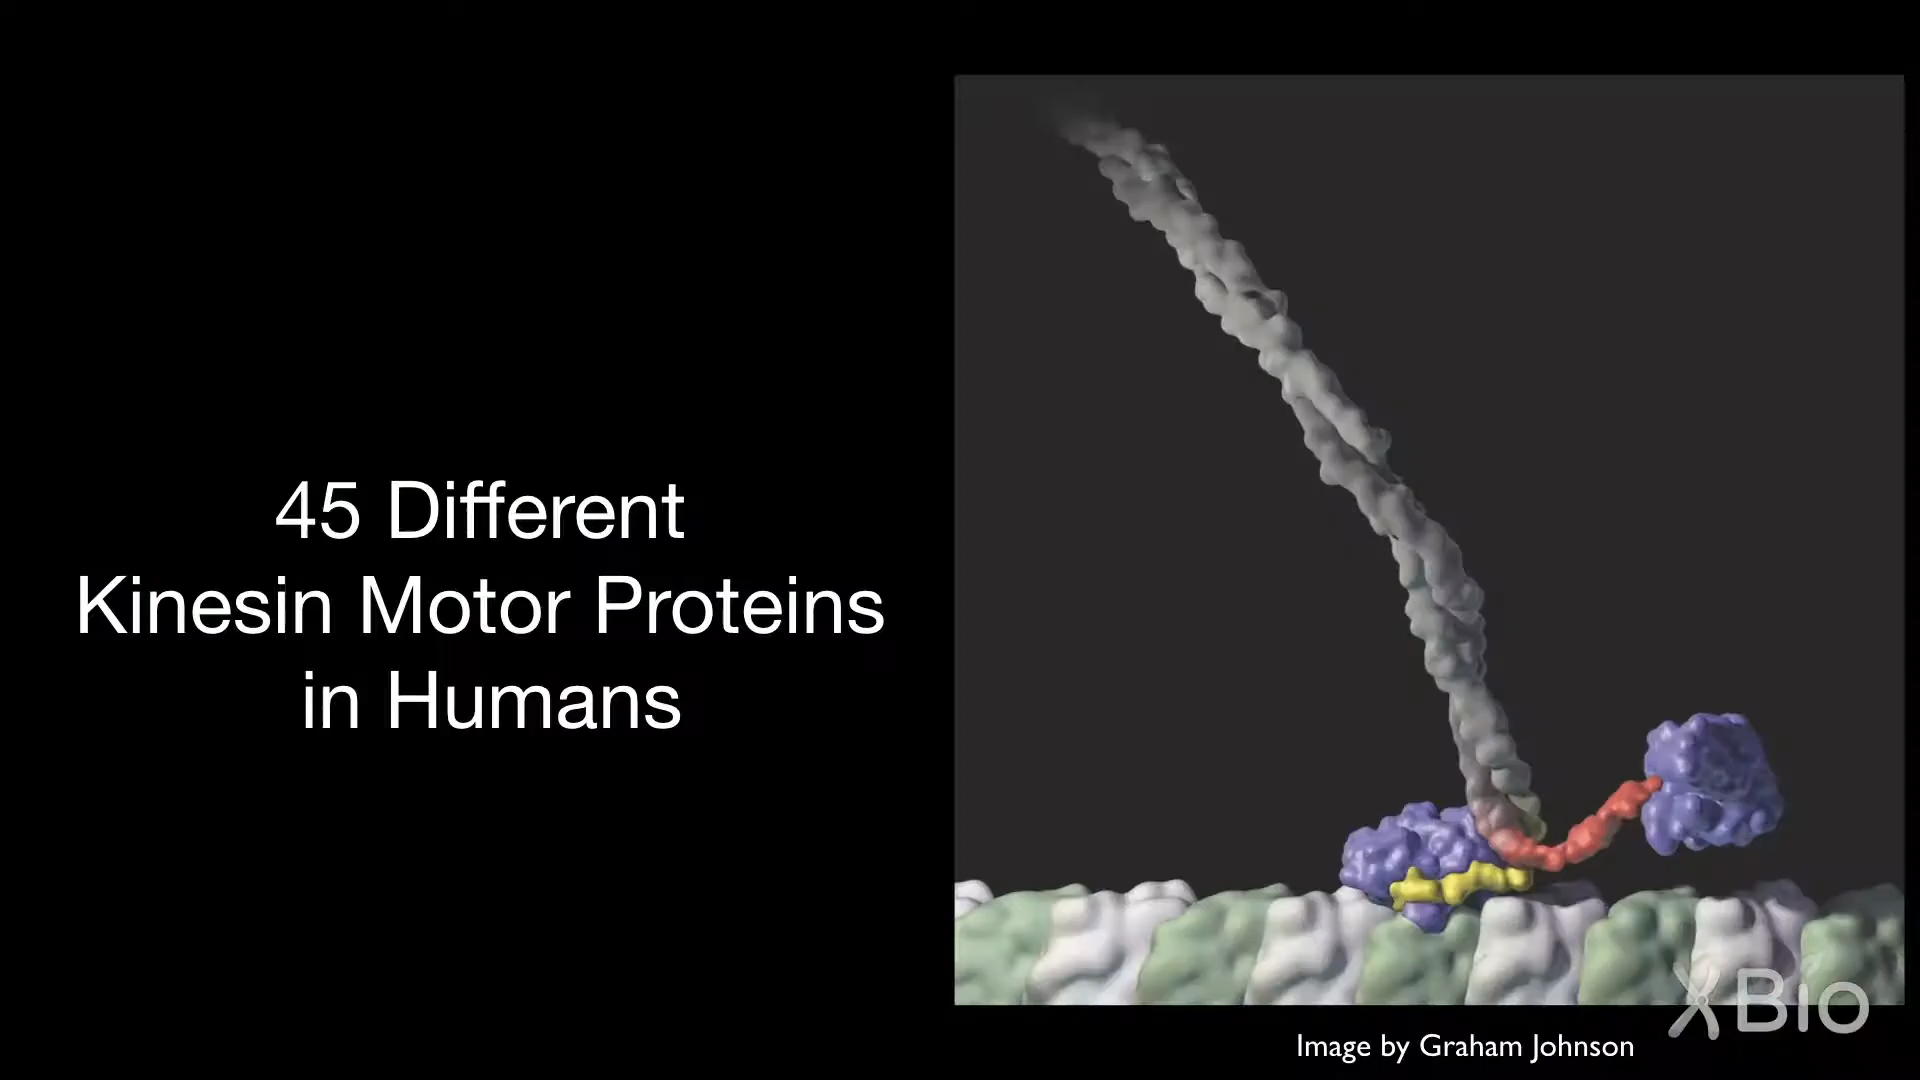 45 Different
Kinesin Motor Proteins
in Humans
XBio
Image by Graham Johnson